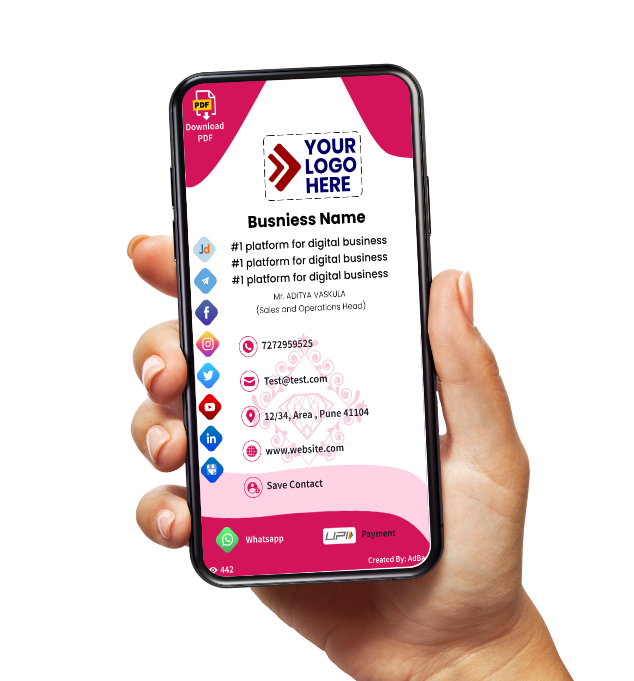 PDF
Download
PDF
YOUR
LOGO
HERE
Busniess Name
Jd
#1 platform for digital business
#1 platform for digital business
#1 platform for digital business
Mr. ADITYA VASKULA
(Sales and Operations Head)
f
7272959525
Test@test.com
12/34, Area , Pune 41104
in
www.website.com
Save Contact
Whatsapp
UPI
Payment
Created By: AdBa
442